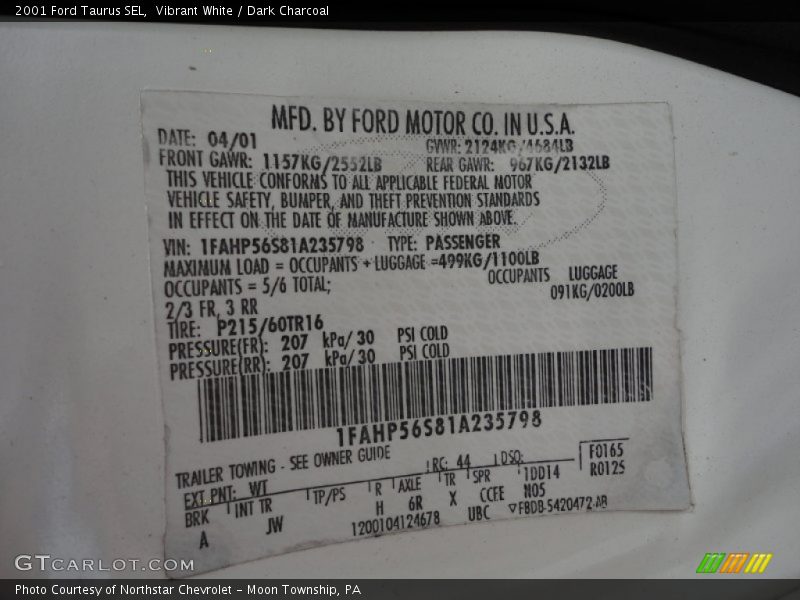 2001 Ford Taurus SEL, Vibrant White / Dark Charcoal
MFD. BY FORD MOTOR CO. IN U.S.A.
DATE: 04/01 GVWR: 2124KG/4684LB
FRONT GAWR: 1157KG/2552LB REAR GAWR: 967KG/2132LB
THIS VEHICLE CONFORMS TO ALL APPLICABLE FEDERAL MOTOR
VEHICLE SAFETY, BUMPER, AND THEFT PREVENTION STANDARDS
IN EFFECT ON THE DATE OF MANUFACTURE SHOWN ABOVE.
VIN: 1FAHP56S81A235798 TYPE: PASSENGER
MAXIMUM LOAD = OCCUPANTS + LUGGAGE =499KG/1100LB
OCCUPANTS = 5/6 TOTAL; OCCUPANTS LUGGAGE
2/3 FR, 3 RR 091KG/0200LB
TIRE: P215/60TR16
PRESSURE(FR): 207 kPa/ 30 PSI COLD
PRESSURE(RR): 207 kPa/ 30 PSI COLD
1FAHP56S81A235798
TRAILER TOWING - SEE OWNER GUIDE
EXT PNT: WT RC: 44 DSO: F0165
BRK INT TR TP/PS R AXLE TR SPR 1DD14 R0125
A JW H 6R X CCFE N05
1200104124678 UBC ▽F8DB-5420472-AB
GTCarLot.com
Photo Courtesy of Northstar Chevrolet - Moon Township, PA